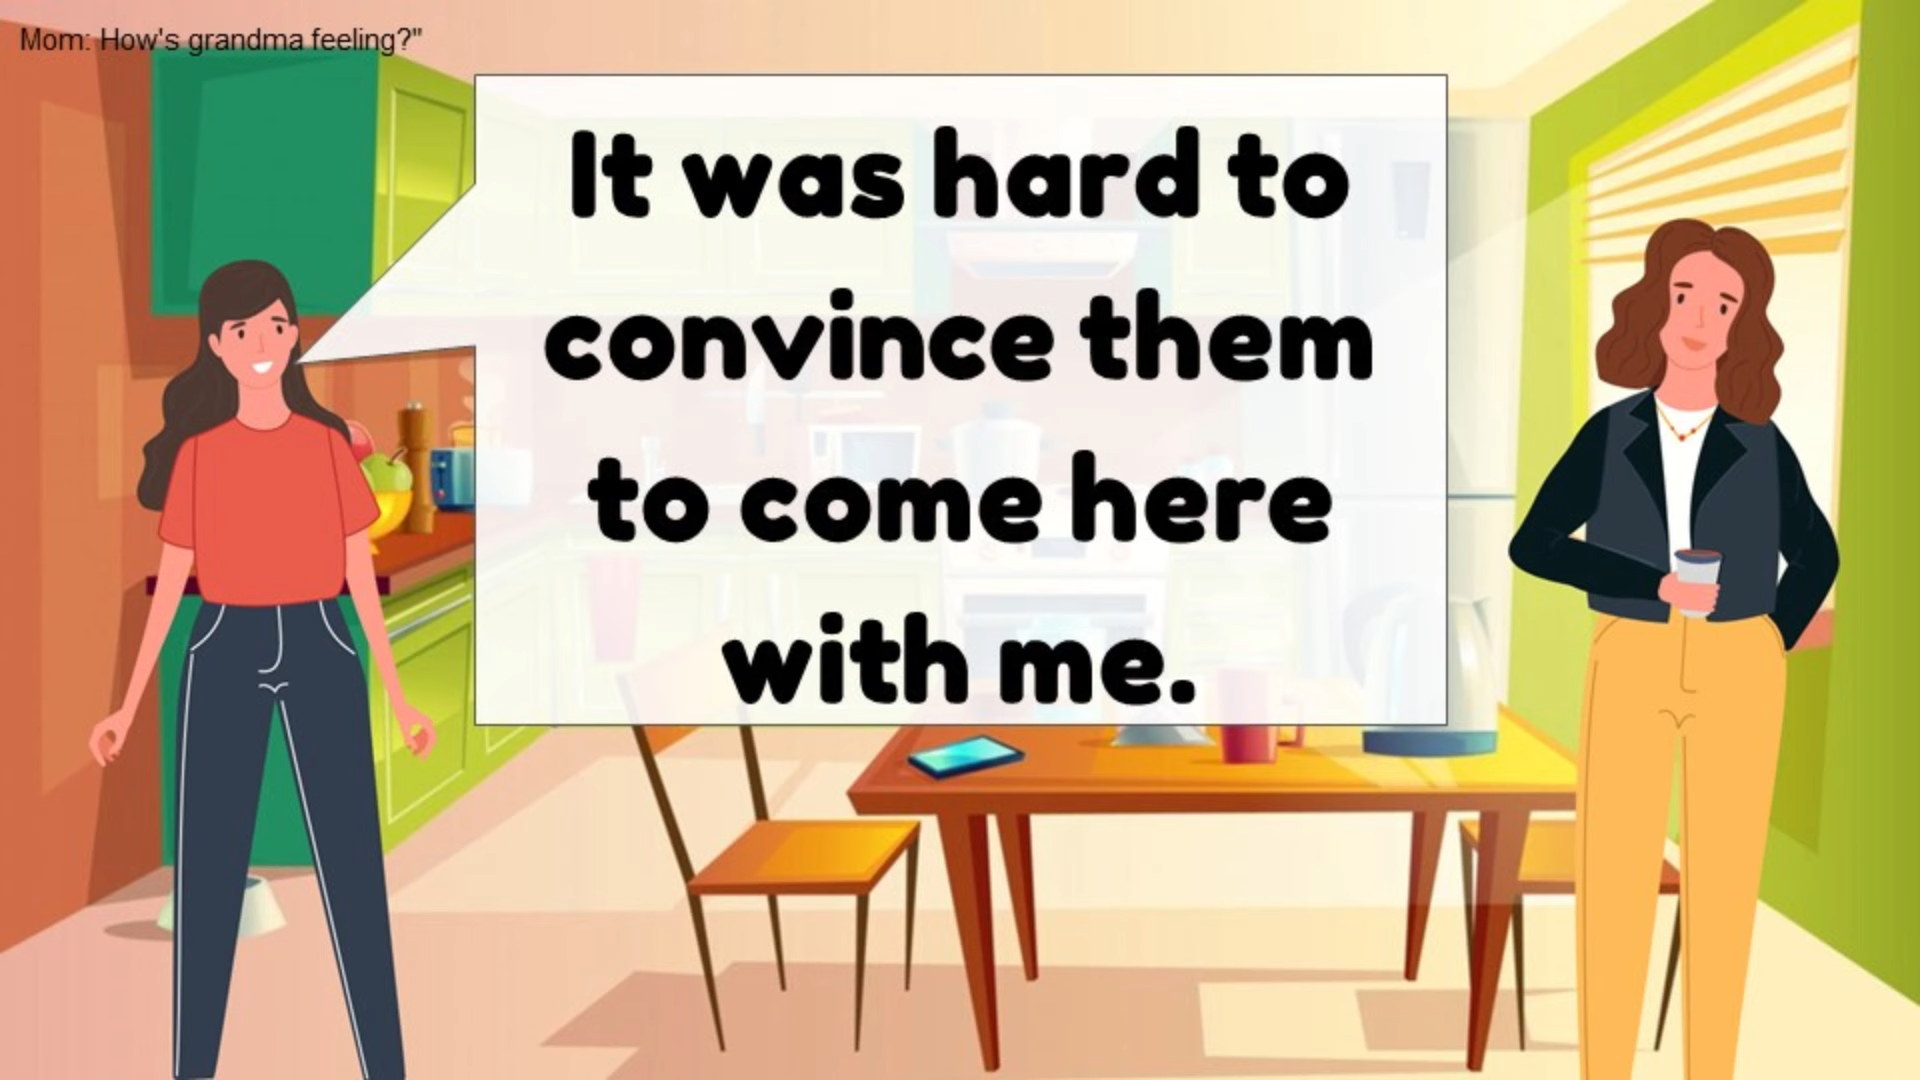 Mom: How's grandma feeling?"
It was hard to
convince them
to come here
with me.